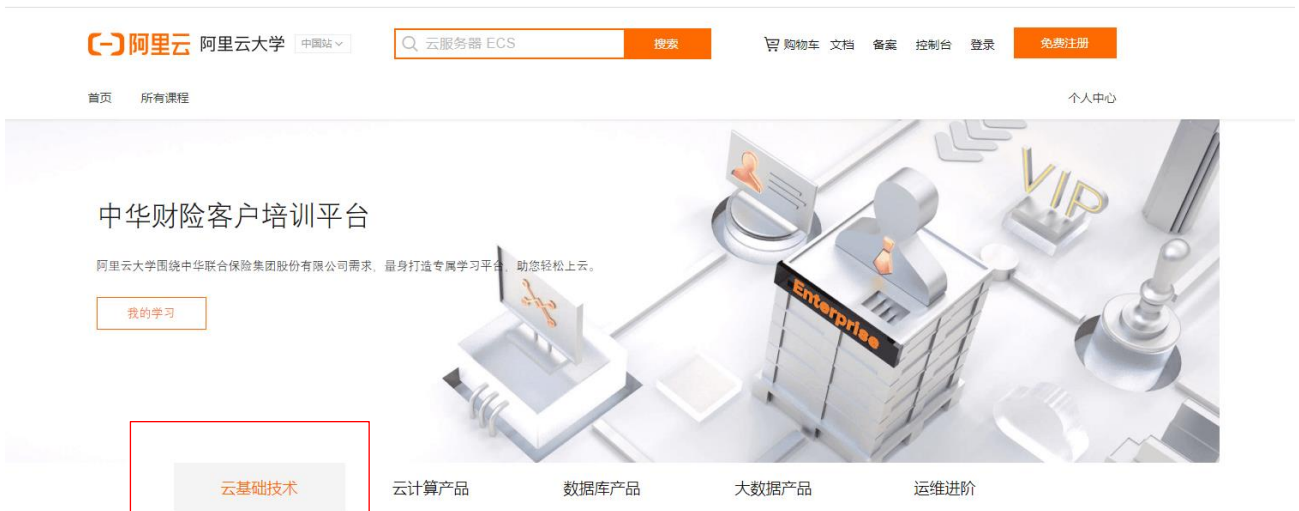 阿里云 阿里云大学 中国站 云服务器 ECS 搜索 购物车 文档 备案 控制台 登录 免费注册
首页 所有课程 个人中心
中华财险客户培训平台
阿里云大学围绕中华联合保险集团股份有限公司需求,量身打造专属学习平台,助您轻松上云。
我的学习
VIP
Enterprise
云基础技术 云计算产品 数据库产品 大数据产品 运维进阶